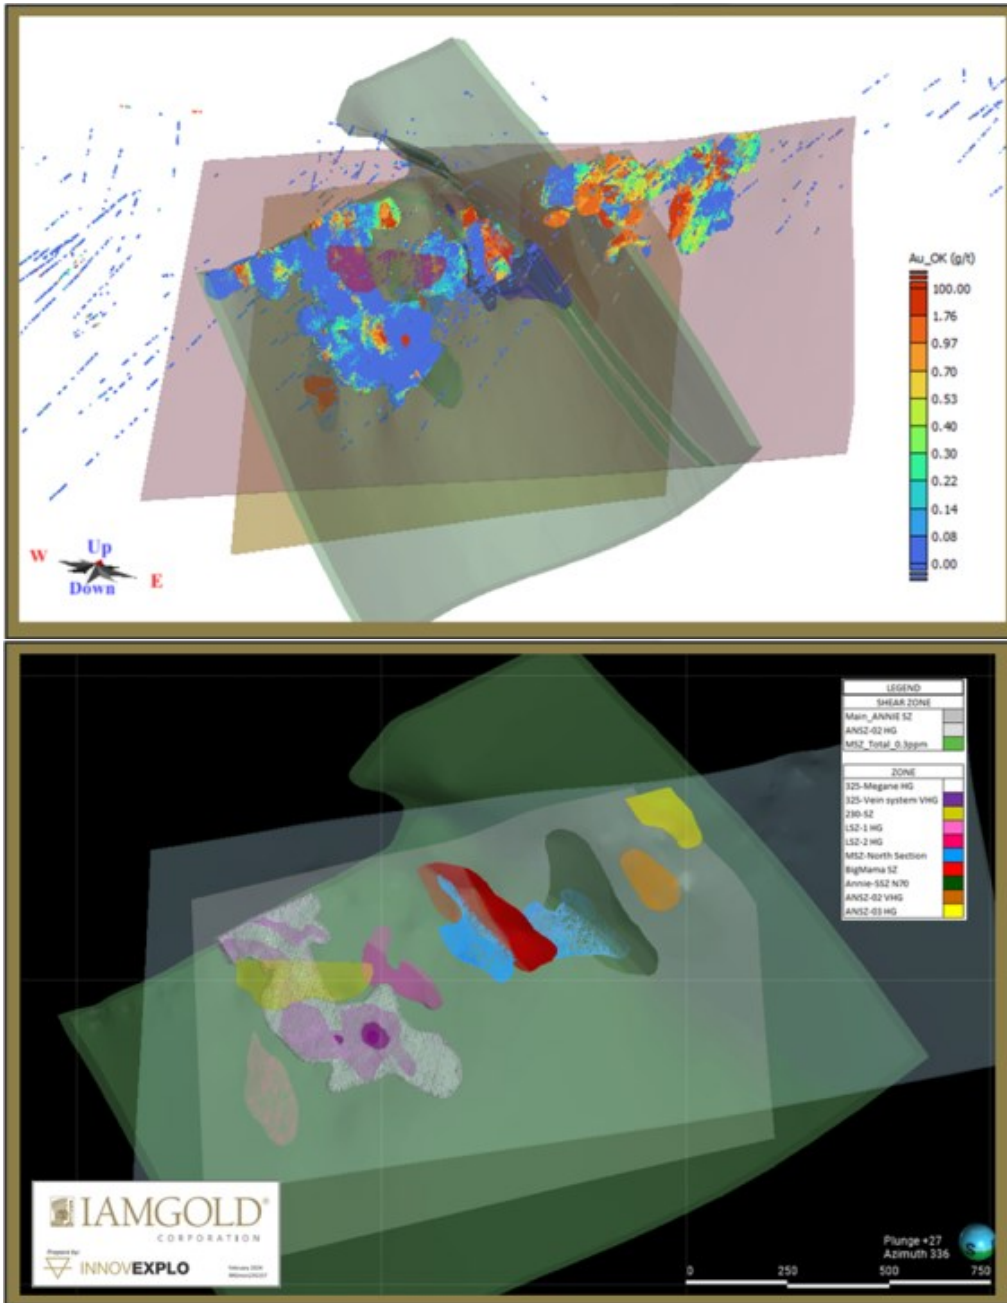 Au_OK (g/t)
100.00
1.76
0.97
0.70
0.53
0.40
0.30
0.22
0.14
0.08
0.00
Up
W
E
Down
LEGEND
SHEAR ZONE
Main_ANNIE SZ
ANSZ-02 HG
MSZ_Total_0.3ppm
ZONE
325-Megane HG
325-Vein system VHG
230-SZ
LSZ-1 HG
LSZ-2 HG
MSZ-North Section
BigMama SZ
Annie-SSZ N70
ANSZ-02 VHG
ANSZ-03 HG
IAMGOLD®
CORPORATION
Prepare by:
INNOVEXPLO
February 2024
Plunge +27
Azimuth 336
S
0 250 500 750